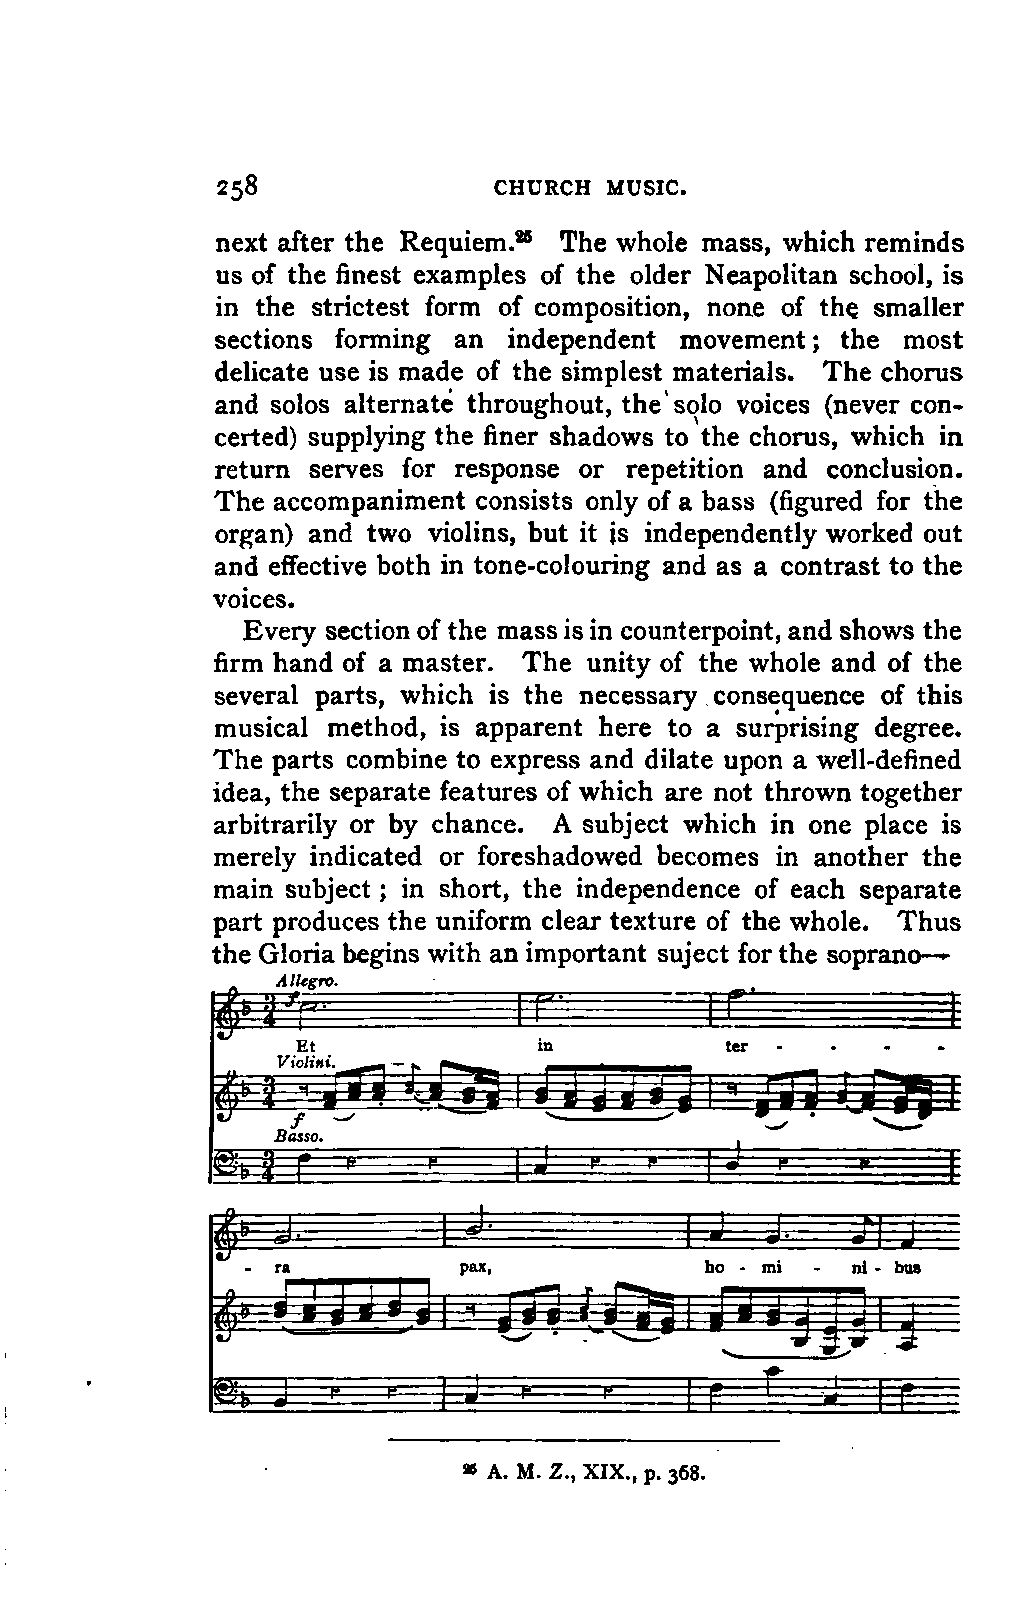 258 CHURCH MUSIC.
next after the Requiem.²⁵ The whole mass, which reminds
us of the finest examples of the older Neapolitan school, is
in the strictest form of composition, none of the smaller
sections forming an independent movement; the most
delicate use is made of the simplest materials. The chorus
and solos alternate throughout, the solo voices (never con-
certed) supplying the finer shadows to the chorus, which in
return serves for response or repetition and conclusion.
The accompaniment consists only of a bass (figured for the
organ) and two violins, but it is independently worked out
and effective both in tone-colouring and as a contrast to the
voices.
Every section of the mass is in counterpoint, and shows the
firm hand of a master. The unity of the whole and of the
several parts, which is the necessary consequence of this
musical method, is apparent here to a surprising degree.
The parts combine to express and dilate upon a well-defined
idea, the separate features of which are not thrown together
arbitrarily or by chance. A subject which in one place is
merely indicated or foreshadowed becomes in another the
main subject; in short, the independence of each separate
part produces the uniform clear texture of the whole. Thus
the Gloria begins with an important suject for the soprano—
Allegro.
f
3 4
Et in ter - - - -
Violini.
3 4
f
Basso.
3 4
- ra pax, ho - mi - ni - bus
²⁵ A. M. Z., XIX., p. 368.